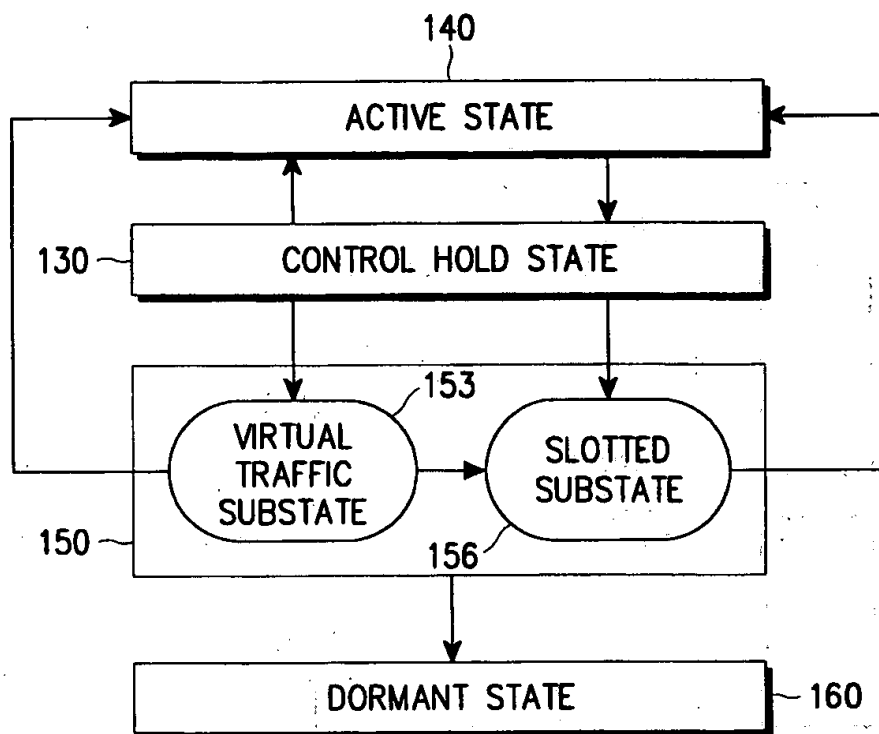 140
ACTIVE STATE
130
CONTROL HOLD STATE
153
VIRTUAL
TRAFFIC
SUBSTATE
SLOTTED
SUBSTATE
150
156
DORMANT STATE
160